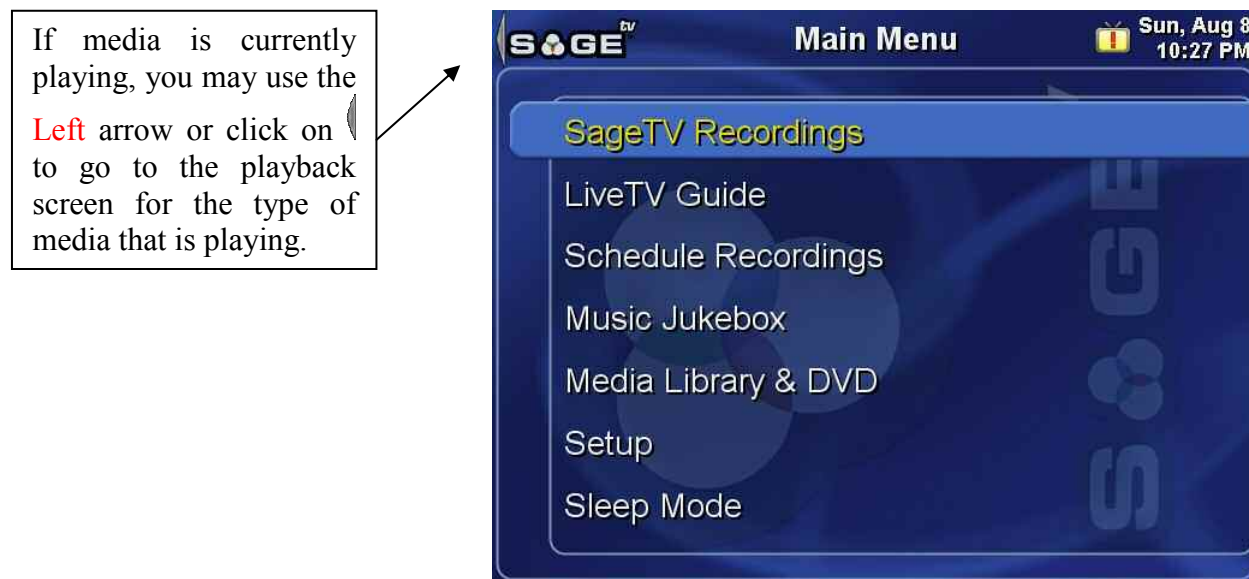 If media is currently
playing, you may use the
Left arrow or click on
to go to the playback
screen for the type of
media that is playing.
SAGE tv
Main Menu
Sun, Aug 8
10:27 PM
SageTV Recordings
LiveTV Guide
Schedule Recordings
Music Jukebox
Media Library & DVD
Setup
Sleep Mode
SAGE